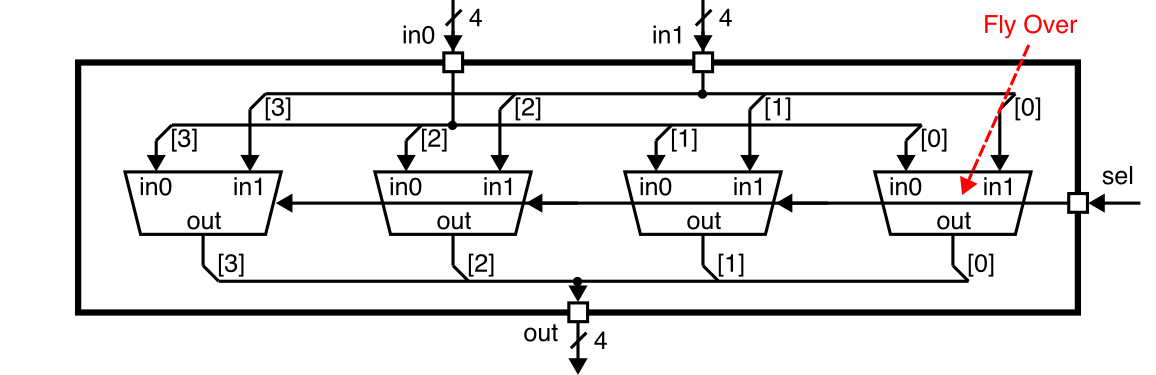 4
4
Fly Over
in0
in1
[3]
[2]
[1]
[0]
[3]
[2]
[1]
[0]
in0 in1
in0 in1
in0 in1
in0 in1
sel
out
out
out
out
[3]
[2]
[1]
[0]
out
4